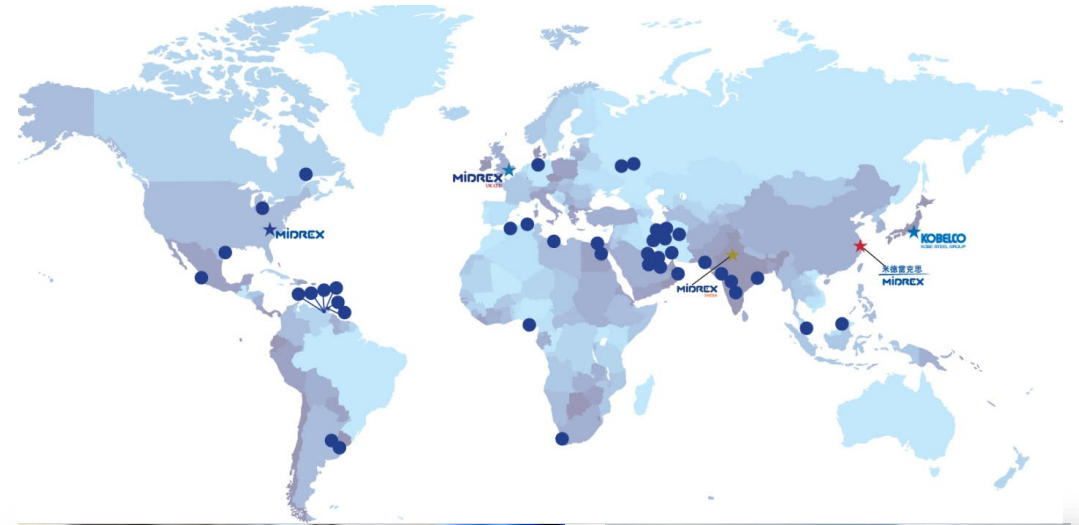 MIDREX
UK LTD
MIDREX
KOBELCO
KOBE STEEL GROUP
米德雷克思
MIDREX
MIDREX
INDIA